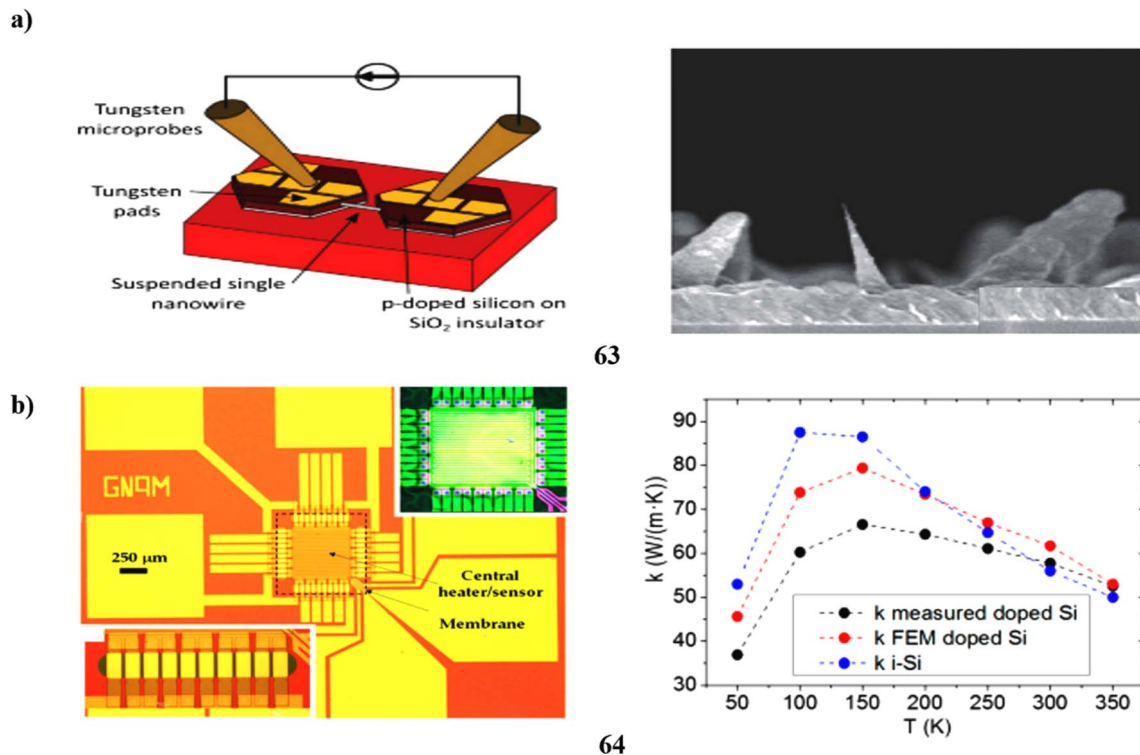 a)
Tungsten
microprobes
Tungsten
pads
Suspended single
nanowire
p-doped silicon on
SiO₂ insulator
63
b)
GN9M
250 µm
Central
heater/sensor
Membrane
k (W/(m·K))
90
80
70
60
50
40
30
k measured doped Si
k FEM doped Si
k i-Si
50 100 150 200 250 300 350
T (K)
64